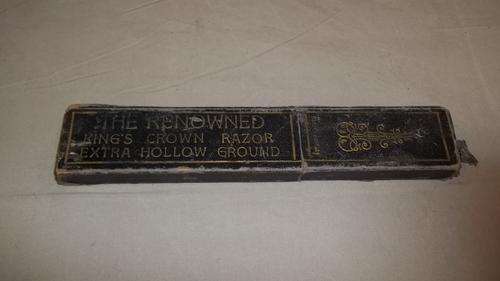 THE RENOWNED
KING'S CROWN RAZOR
EXTRA HOLLOW GROUND